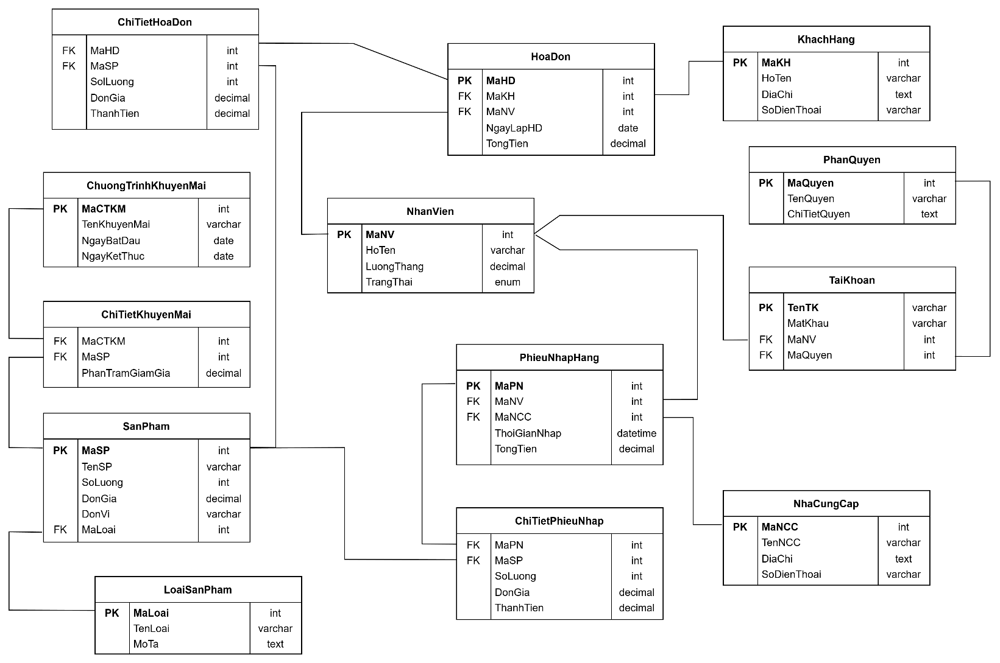 ChiTietHoaDon
FK MaHD int
FK MaSP int
SolLuong int
DonGia decimal
ThanhTien decimal
HoaDon
PK MaHD int
FK MaKH int
FK MaNV int
NgayLapHD date
TongTien decimal
KhachHang
PK MaKH int
HoTen varchar
DiaChi text
SoDienThoai varchar
PhanQuyen
PK MaQuyen int
TenQuyen varchar
ChiTietQuyen text
ChuongTrinhKhuyenMai
PK MaCTKM int
TenKhuyenMai varchar
NgayBatDau date
NgayKetThuc date
NhanVien
PK MaNV int
HoTen varchar
LuongThang decimal
TrangThai enum
TaiKhoan
PK TenTK varchar
MatKhau varchar
FK MaNV int
FK MaQuyen int
ChiTietKhuyenMai
FK MaCTKM int
FK MaSP int
PhanTramGiamGia decimal
PhieuNhapHang
PK MaPN int
FK MaNV int
FK MaNCC int
ThoiGianNhap datetime
TongTien decimal
SanPham
PK MaSP int
TenSP varchar
SoLuong int
DonGia decimal
DonVi varchar
FK MaLoai int
NhaCungCap
PK MaNCC int
TenNCC varchar
DiaChi text
SoDienThoai varchar
ChiTietPhieuNhap
FK MaPN int
FK MaSP int
SoLuong int
DonGia decimal
ThanhTien decimal
LoaiSanPham
PK MaLoai int
TenLoai varchar
MoTa text